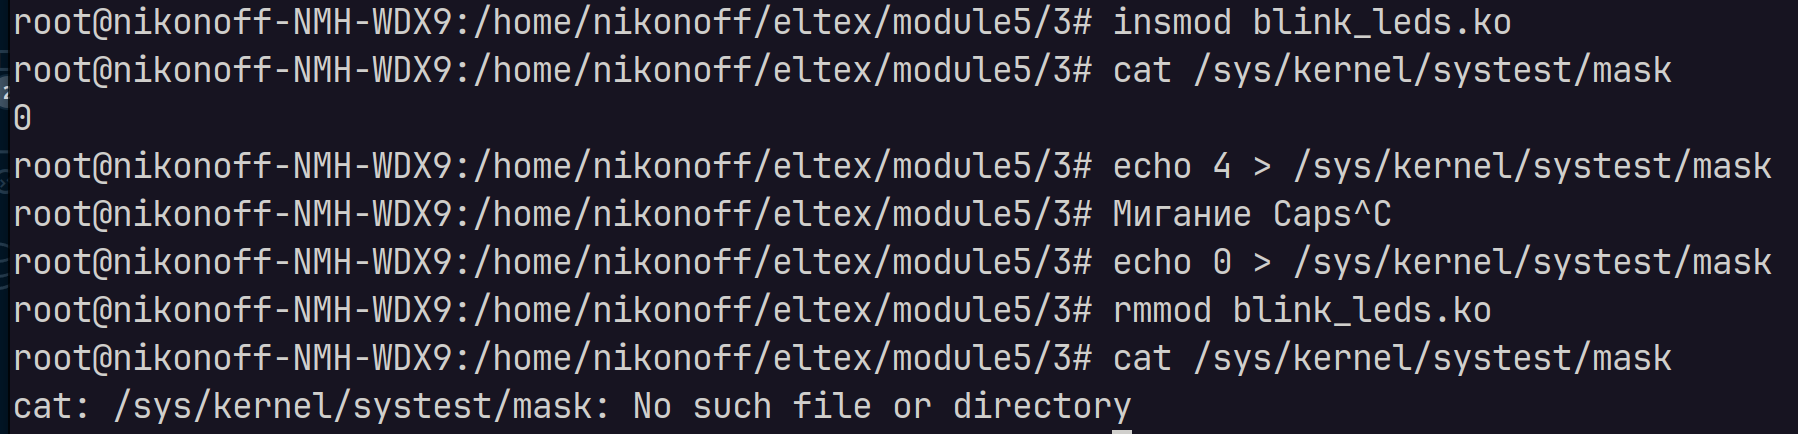 root@nikonoff-NMH-WDX9:/home/nikonoff/eltex/module5/3# insmod blink_leds.ko
root@nikonoff-NMH-WDX9:/home/nikonoff/eltex/module5/3# cat /sys/kernel/systest/mask
0
root@nikonoff-NMH-WDX9:/home/nikonoff/eltex/module5/3# echo 4 > /sys/kernel/systest/mask
root@nikonoff-NMH-WDX9:/home/nikonoff/eltex/module5/3# Мигание Caps^C
root@nikonoff-NMH-WDX9:/home/nikonoff/eltex/module5/3# echo 0 > /sys/kernel/systest/mask
root@nikonoff-NMH-WDX9:/home/nikonoff/eltex/module5/3# rmmod blink_leds.ko
root@nikonoff-NMH-WDX9:/home/nikonoff/eltex/module5/3# cat /sys/kernel/systest/mask
cat: /sys/kernel/systest/mask: No such file or directory